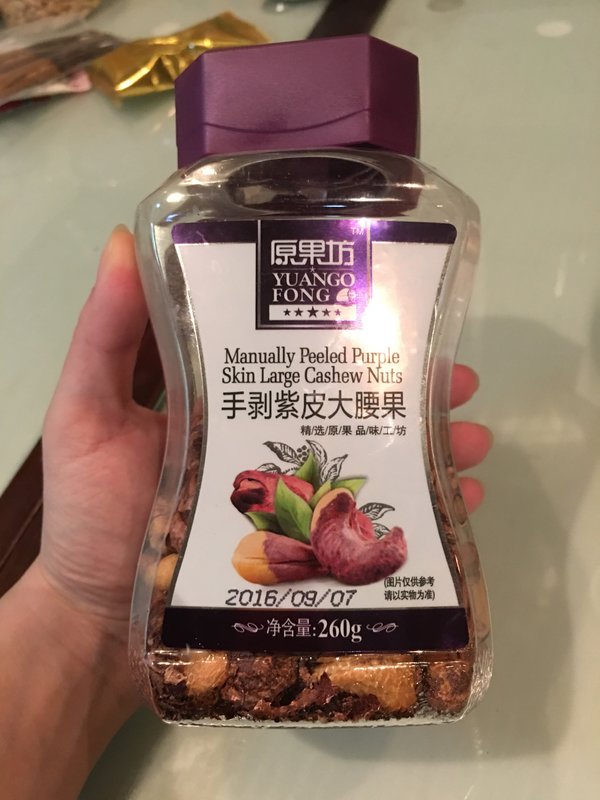 原果坊
TM
YUANGO
FONG
Manually Peeled Purple
Skin Large Cashew Nuts
手剥紫皮大腰果
精/选/原/果 品/味/工/坊
(图片仅供参考
请以实物为准)
2016/09/07
净含量:260g